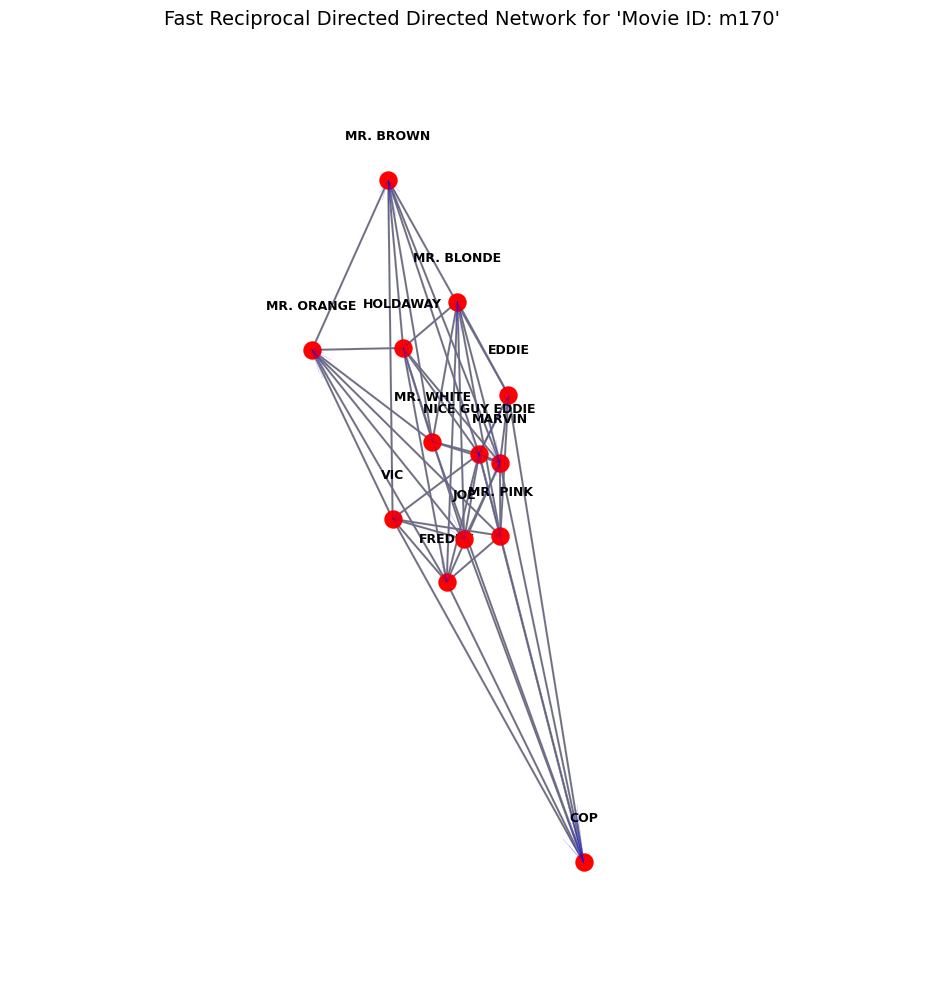 Fast Reciprocal Directed Directed Network for 'Movie ID: m170'
MR. BROWN
MR. BLONDE
MR. ORANGE
HOLDAWAY
EDDIE
MR. WHITE
NICE GUY EDDIE
MARVIN
VIC
JOE
MR. PINK
FREDDY
COP